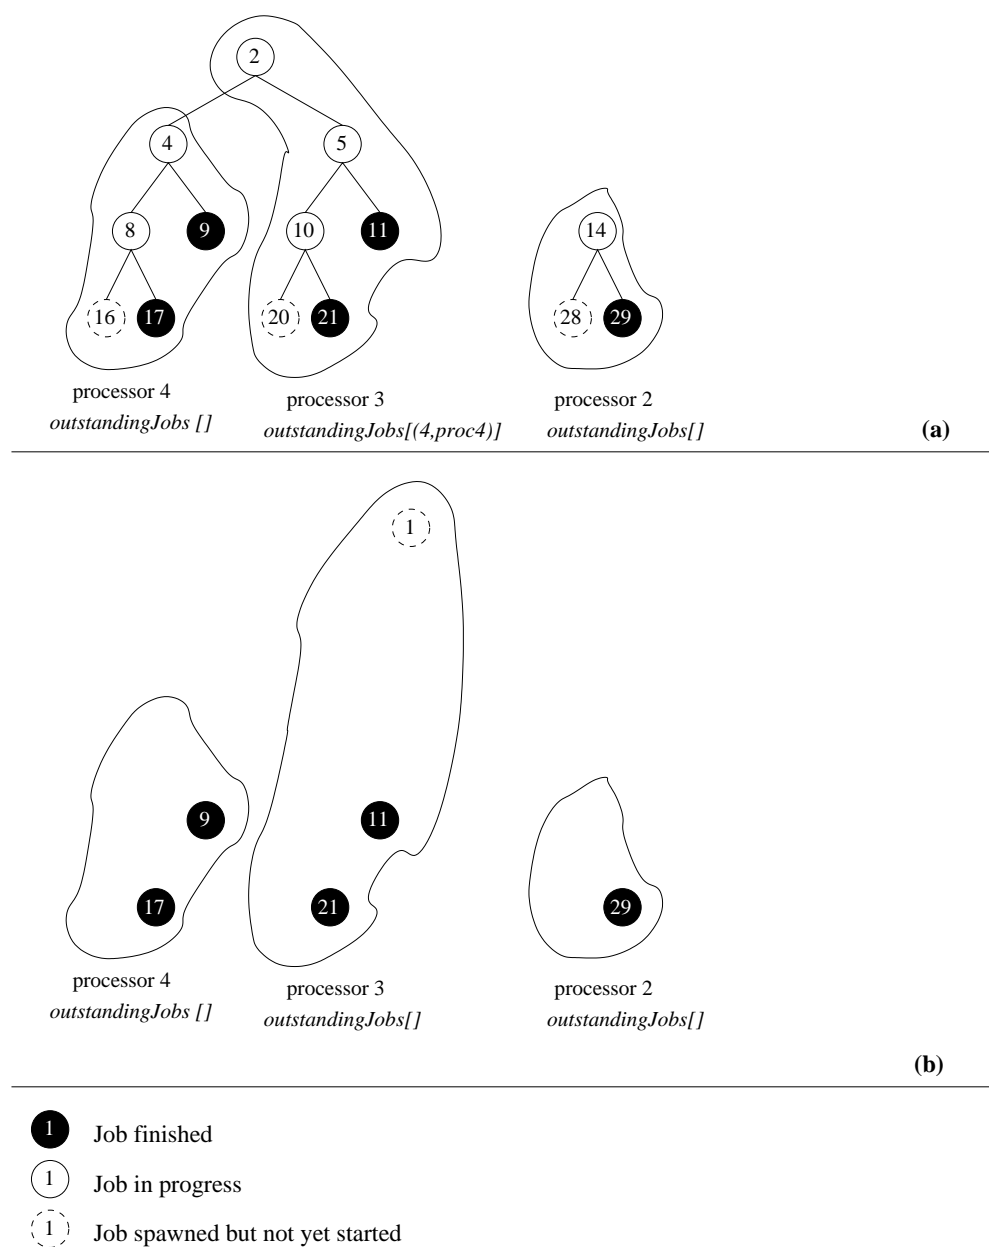 2
4 5
8 9 10 11 14
16 17 20 21 28 29
processor 4 processor 3 processor 2
outstandingJobs [] outstandingJobs[(4,proc4)] outstandingJobs[]
(a)
1
9 11
17 21 29
processor 4 processor 3 processor 2
outstandingJobs [] outstandingJobs[] outstandingJobs[]
(b)
1 Job finished
1 Job in progress
1 Job spawned but not yet started